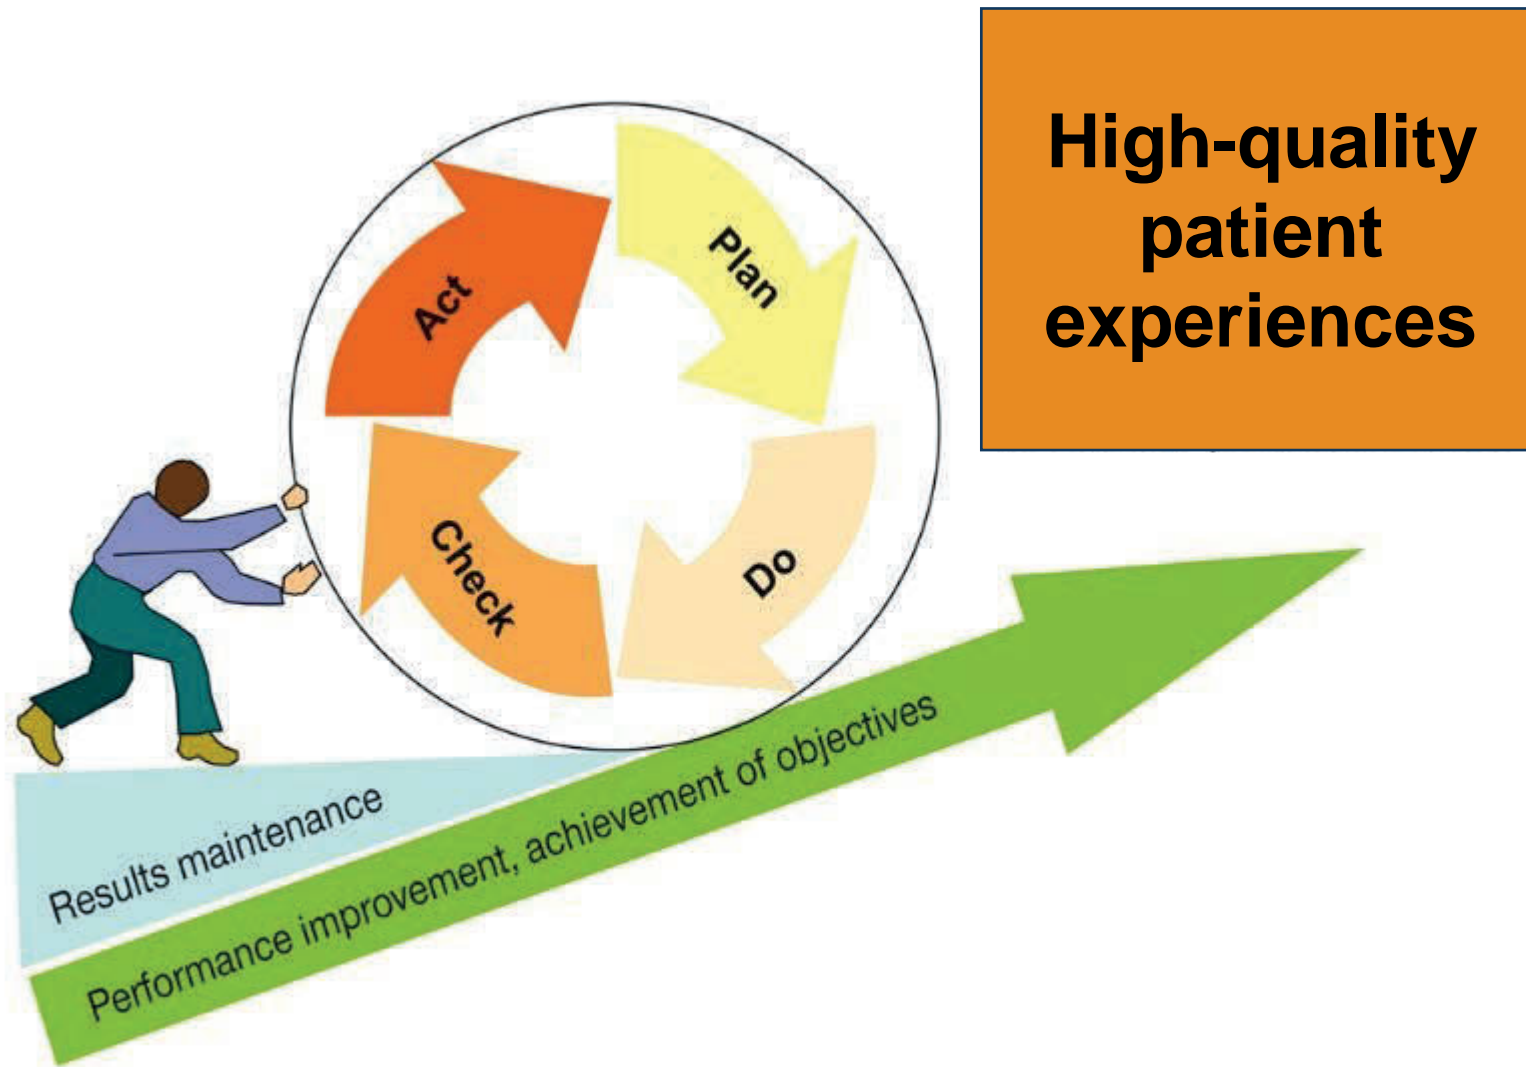 High-quality
patient
experiences
Act
Plan
Check
Do
Results maintenance
Performance improvement, achievement of objectives